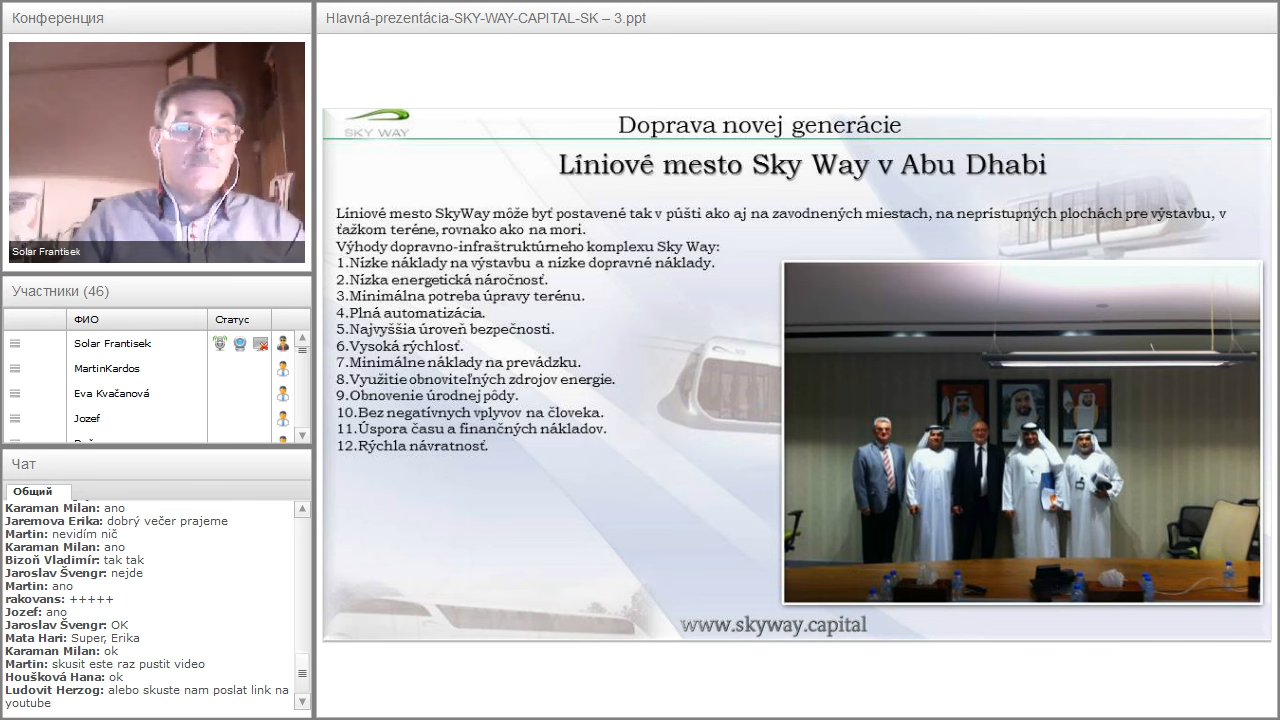 Конференция
Solar Frantisek
Участники (46)
ФИО
Статус
Solar Frantisek
MartinKardos
Eva Kvačanová
Jozef
Чат
Общий
Karaman Milan: ano
Jaremova Erika: dobrý večer prajeme
Martin: nevidím nič
Karaman Milan: ano
Bizoň Vladimír: tak tak
Jaroslav Švengr: nejde
Martin: ano
rakovans: +++++
Jozef: ano
Jaroslav Švengr: OK
Mata Hari: Super, Erika
Karaman Milan: ok
Martin: skusit este raz pustit video
Houšková Hana: ok
Ludovit Herzog: alebo skuste nam poslat link na
youtube
Hlavná-prezentácia-SKY-WAY-CAPITAL-SK – 3.ppt
SKY WAY
Doprava novej generácie
Líniové mesto Sky Way v Abu Dhabi
Líniové mesto SkyWay môže byť postavené tak v púšti ako aj na zavodnených miestach, na neprístupných plochách pre výstavbu, v
ťažkom teréne, rovnako ako na mori.
Výhody dopravno-infraštruktúrneho komplexu Sky Way:
1.Nízke náklady na výstavbu a nízke dopravné náklady.
2.Nízka energetická náročnosť.
3.Minimálna potreba úpravy terénu.
4.Plná automatizácia.
5.Najvyššia úroveň bezpečnosti.
6.Vysoká rýchlosť.
7.Minimálne náklady na prevádzku.
8.Využitie obnoviteľných zdrojov energie.
9.Obnovenie úrodnej pôdy.
10.Bez negatívnych vplyvov na človeka.
11.Úspora času a finančných nákladov.
12.Rýchla návratnosť.
www.skyway.capital